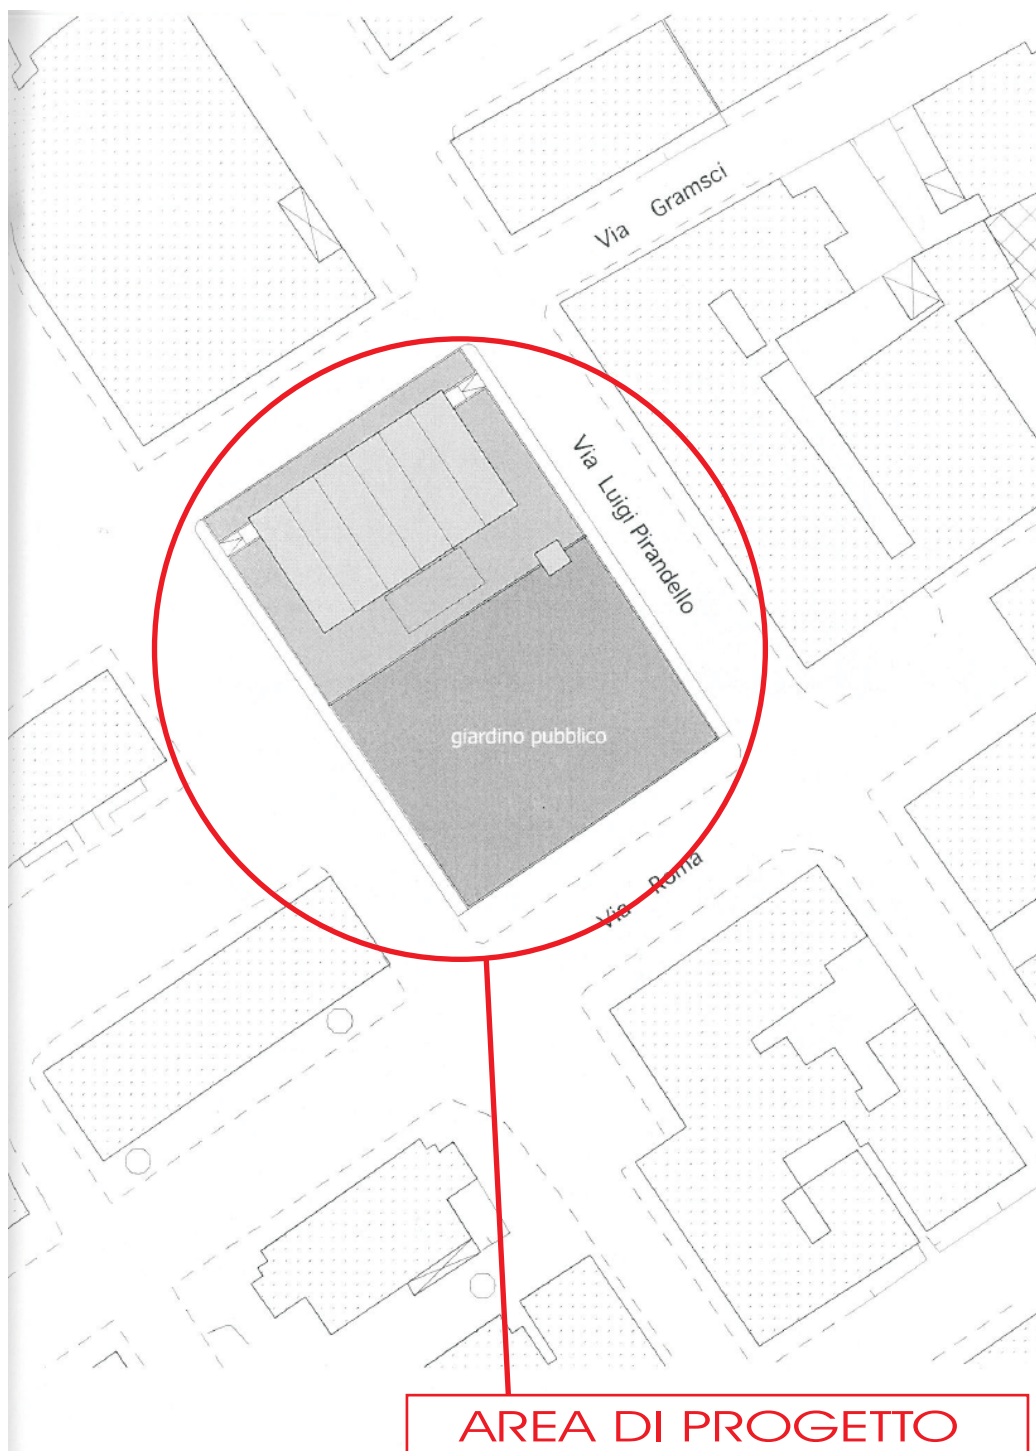 Via Gramsci
Via Luigi Pirandello
giardino pubblico
Via Roma
AREA DI PROGETTO